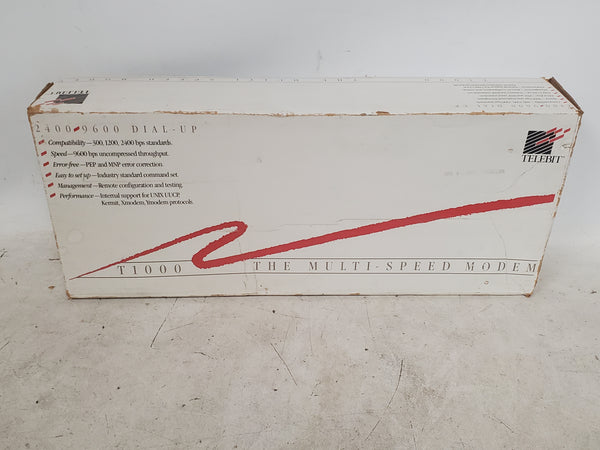 TELEBIT
2400-9600 DIAL-UP
Compatibility—300, 1200, 2400 bps standards.
Speed—9600 bps uncompressed throughput.
Error-free—PEP and MNP error correction.
Easy to set up—Industry standard command set.
Management—Remote configuration and testing
Performance—Internal support for UNIX UUCP,
Kermit, Xmodem, Ymodem protocols.
TELEBIT
T1000 THE MULTI-SPEED MODEM